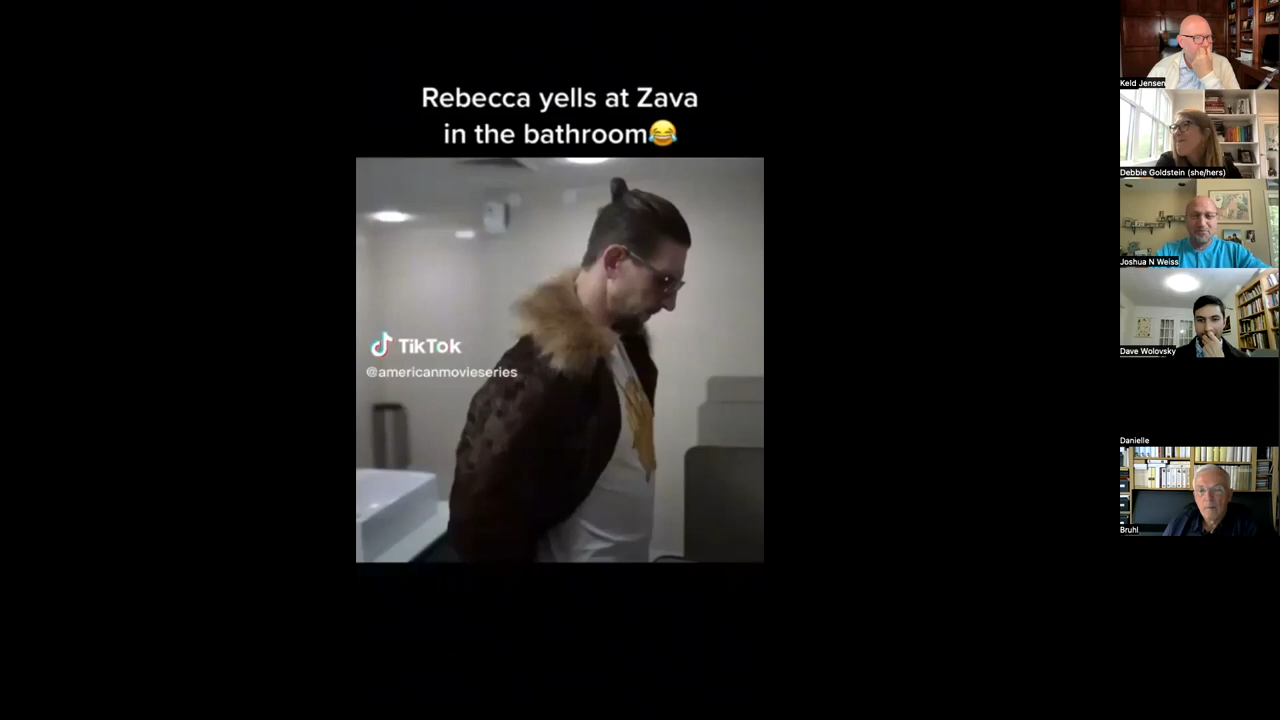 Rebecca yells at Zava
in the bathroom😂
TikTok
@americanmovieseries
Keld Jensen
Debbie Goldstein (she/hers)
Joshua N Weiss
Dave Wolovsky
Danielle
Bruhl